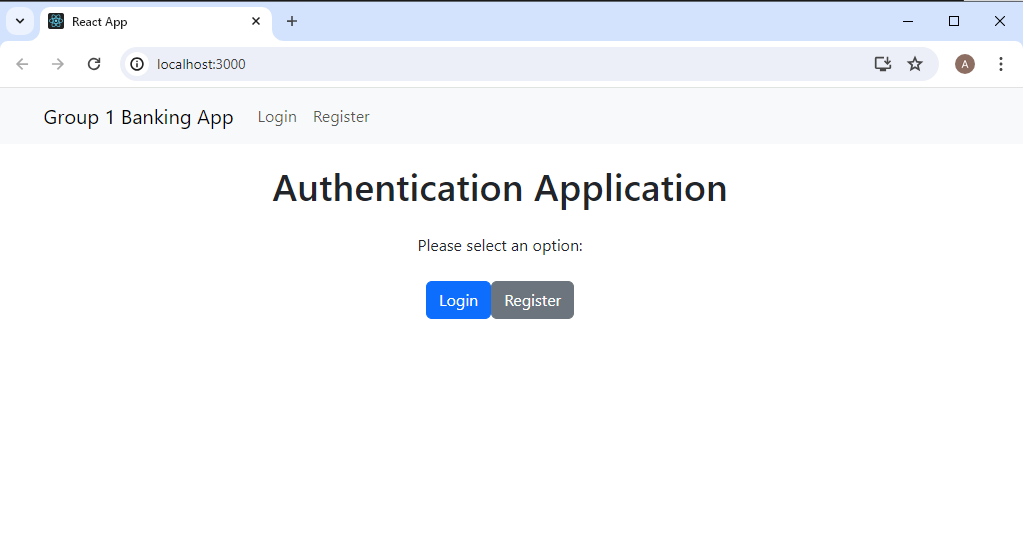 React App
localhost:3000
A
Group 1 Banking App Login Register
Authentication Application
Please select an option:
Login Register